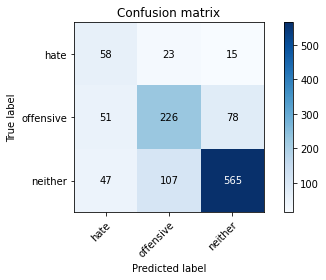 Confusion matrix
hate 58 23 15
offensive 51 226 78
neither 47 107 565
hate offensive neither
True label
Predicted label
500
400
300
200
100